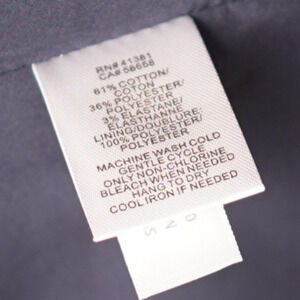 RN# 41381
CA# 56558
61% COTTON/
COTON
36% POLYESTER/
POLYESTER
3% ELASTANE/
ELASTHANNE
LINING/DOUBLURE:
100% POLYESTER/
POLYESTER
MACHINE WASH COLD
GENTLE CYCLE
ONLY NON-CHLORINE
BLEACH WHEN NEEDED
HANG TO DRY
COOL IRON IF NEEDED